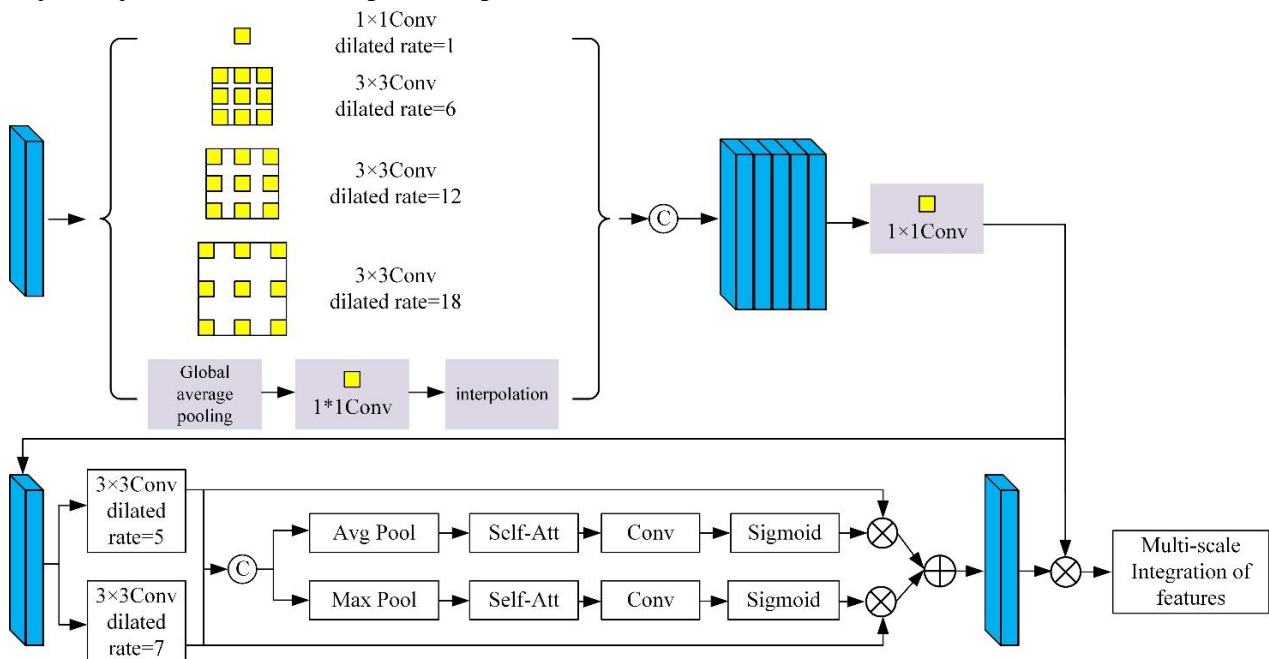 1×1Conv
dilated rate=1
3×3Conv
dilated rate=6
3×3Conv
dilated rate=12
3×3Conv
dilated rate=18
Global
average
pooling
1*1Conv
interpolation
C
1×1Conv
3×3Conv
dilated
rate=5
3×3Conv
dilated
rate=7
C
Avg Pool
Self-Att
Conv
Sigmoid
Max Pool
Self-Att
Conv
Sigmoid
Multi-scale
Integration of
features